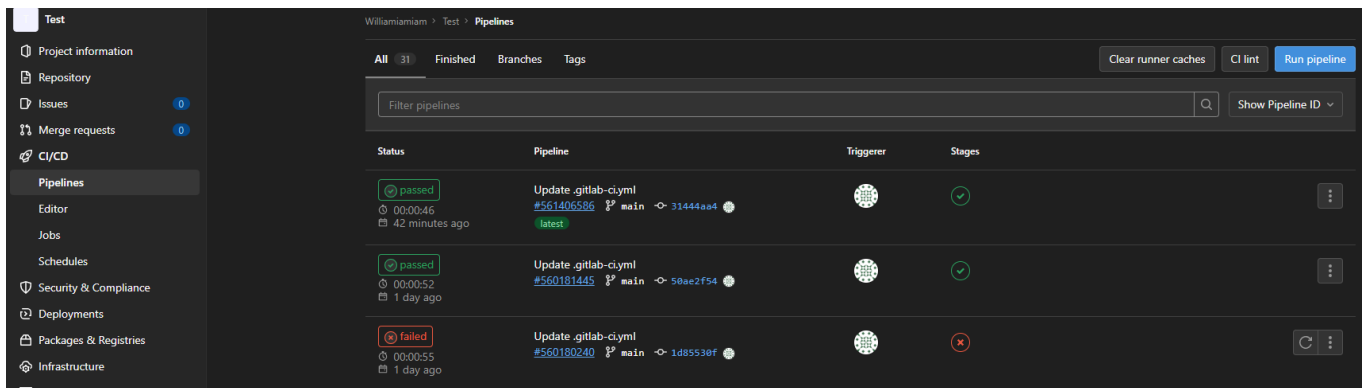 Test
Project information
Repository
Issues 0
Merge requests 0
CI/CD
Pipelines
Editor
Jobs
Schedules
Security & Compliance
Deployments
Packages & Registries
Infrastructure
Williamiamiam > Test > Pipelines
All 31 Finished Branches Tags Clear runner caches CI lint Run pipeline
Filter pipelines Show Pipeline ID
Status Pipeline Triggerer Stages
passed Update .gitlab-ci.yml
00:00:46 #561406586 main 31444aa4
42 minutes ago latest
passed Update .gitlab-ci.yml
00:00:52 #560181445 main 50ae2f54
1 day ago
failed Update .gitlab-ci.yml
00:00:55 #560180240 main 1d85530f
1 day ago